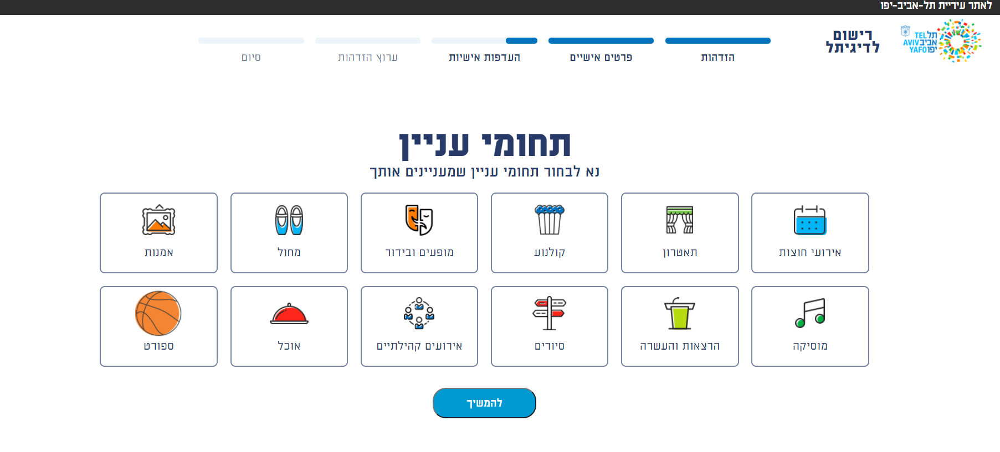 לאתר עיריית תל-אביב-יפו
תל TEL
אביב AVIV
יפו YAFO
רישום
לדיגיתל
הזדהות
פרטים אישיים
העדפות אישיות
ערוץ הזדהות
סיום
תחומי עניין
נא לבחור תחומי עניין שמעניינים אותך
אירועי חוצות
תאטרון
קולנוע
מופעים ובידור
מחול
אמנות
מוסיקה
הרצאות והעשרה
סיורים
אירועים קהילתיים
אוכל
ספורט
להמשיך